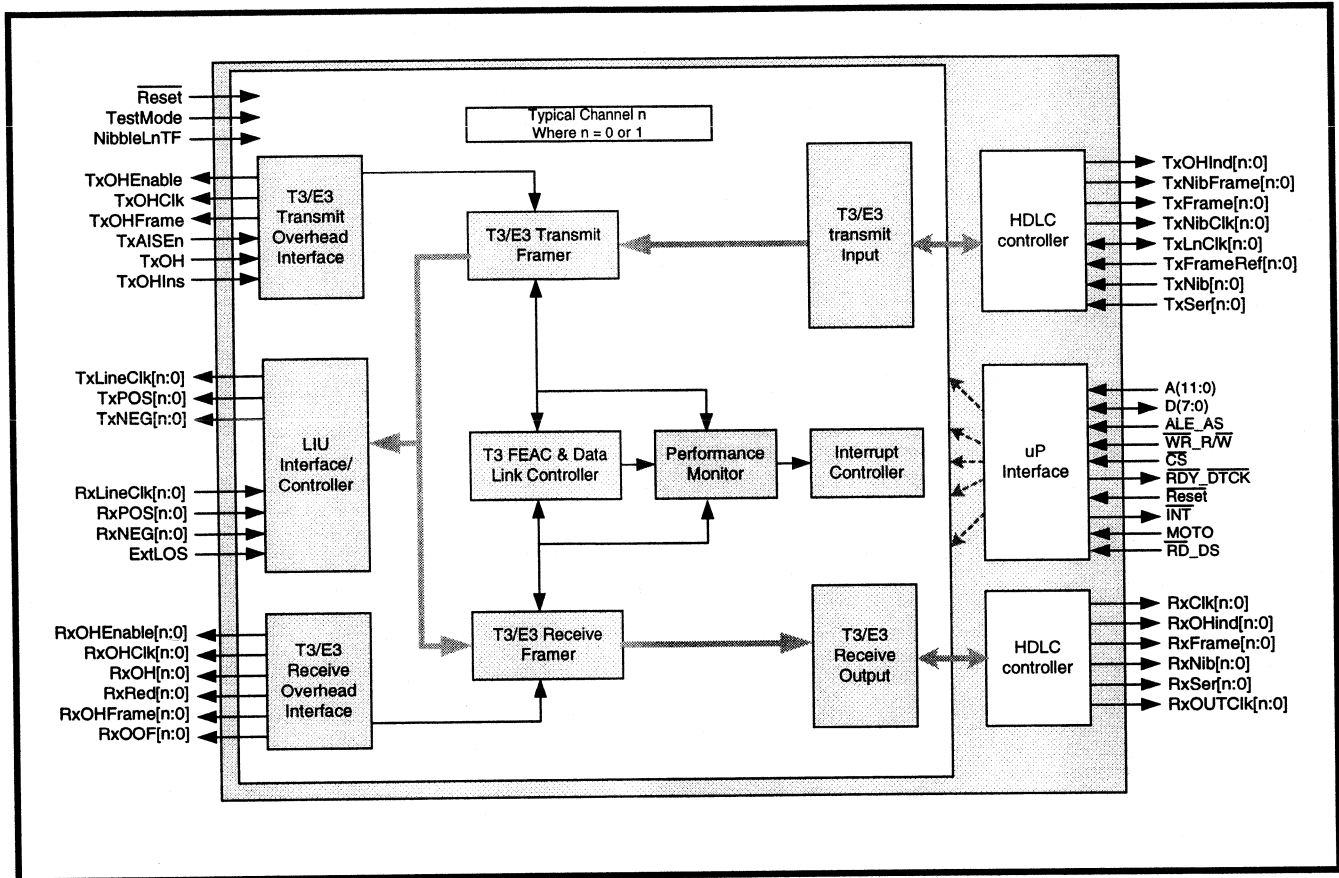 Reset
TestMode
NibbleLnTF
Typical Channel n
Where n = 0 or 1
TxOHEnable
TxOHClk
TxOHFrame
TxAISEn
TxOH
TxOHIns
T3/E3
Transmit
Overhead
Interface
T3/E3 Transmit
Framer
T3/E3
transmit
Input
HDLC
controller
TxOHInd[n:0]
TxNibFrame[n:0]
TxFrame[n:0]
TxNibClk[n:0]
TxLnClk[n:0]
TxFrameRef[n:0]
TxNib[n:0]
TxSer[n:0]
TxLineClk[n:0]
TxPOS[n:0]
TxNEG[n:0]
RxLineClk[n:0]
RxPOS[n:0]
RxNEG[n:0]
ExtLOS
LIU
Interface/
Controller
T3 FEAC & Data
Link Controller
Performance
Monitor
Interrupt
Controller
uP
Interface
A(11:0)
D(7:0)
ALE_AS
WR_R/W
CS
RDY_DTCK
Reset
INT
MOTO
RD_DS
RxOHEnable[n:0]
RxOHClk[n:0]
RxOH[n:0]
RxRed[n:0]
RxOHFrame[n:0]
RxOOF[n:0]
T3/E3
Receive
Overhead
Interface
T3/E3 Receive
Framer
T3/E3
Receive
Output
HDLC
controller
RxClk[n:0]
RxOHind[n:0]
RxFrame[n:0]
RxNib[n:0]
RxSer[n:0]
RxOUTClk[n:0]